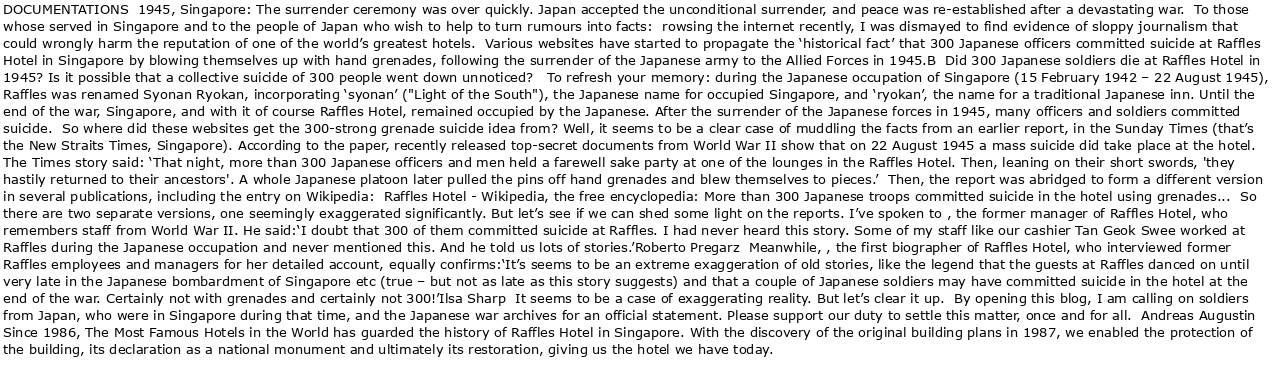 DOCUMENTATIONS  1945, Singapore: The surrender ceremony was over quickly. Japan accepted the unconditional surrender, and peace was re-established after a devastating war.  To those
whose served in Singapore and to the people of Japan who wish to help to turn rumours into facts:  rowsing the internet recently, I was dismayed to find evidence of sloppy journalism that
could wrongly harm the reputation of one of the world's greatest hotels.  Various websites have started to propagate the 'historical fact' that 300 Japanese officers committed suicide at Raffles
Hotel in Singapore by blowing themselves up with hand grenades, following the surrender of the Japanese army to the Allied Forces in 1945.B  Did 300 Japanese soldiers die at Raffles Hotel in
1945? Is it possible that a collective suicide of 300 people went down unnoticed?   To refresh your memory: during the Japanese occupation of Singapore (15 February 1942 – 22 August 1945),
Raffles was renamed Syonan Ryokan, incorporating 'syonan' ("Light of the South"), the Japanese name for occupied Singapore, and 'ryokan', the name for a traditional Japanese inn. Until the
end of the war, Singapore, and with it of course Raffles Hotel, remained occupied by the Japanese. After the surrender of the Japanese forces in 1945, many officers and soldiers committed
suicide.  So where did these websites get the 300-strong grenade suicide idea from? Well, it seems to be a clear case of muddling the facts from an earlier report, in the Sunday Times (that's
the New Straits Times, Singapore). According to the paper, recently released top-secret documents from World War II show that on 22 August 1945 a mass suicide did take place at the hotel.
The Times story said: 'That night, more than 300 Japanese officers and men held a farewell sake party at one of the lounges in the Raffles Hotel. Then, leaning on their short swords, 'they
hastily returned to their ancestors'. A whole Japanese platoon later pulled the pins off hand grenades and blew themselves to pieces.'  Then, the report was abridged to form a different version
in several publications, including the entry on Wikipedia:  Raffles Hotel - Wikipedia, the free encyclopedia: More than 300 Japanese troops committed suicide in the hotel using grenades...  So
there are two separate versions, one seemingly exaggerated significantly. But let's see if we can shed some light on the reports. I've spoken to , the former manager of Raffles Hotel, who
remembers staff from World War II. He said:'I doubt that 300 of them committed suicide at Raffles. I had never heard this story. Some of my staff like our cashier Tan Geok Swee worked at
Raffles during the Japanese occupation and never mentioned this. And he told us lots of stories.'Roberto Pregarz  Meanwhile, , the first biographer of Raffles Hotel, who interviewed former
Raffles employees and managers for her detailed account, equally confirms:'It's seems to be an extreme exaggeration of old stories, like the legend that the guests at Raffles danced on until
very late in the Japanese bombardment of Singapore etc (true – but not as late as this story suggests) and that a couple of Japanese soldiers may have committed suicide in the hotel at the
end of the war. Certainly not with grenades and certainly not 300!'Ilsa Sharp  It seems to be a case of exaggerating reality. But let's clear it up.  By opening this blog, I am calling on soldiers
from Japan, who were in Singapore during that time, and the Japanese war archives for an official statement. Please support our duty to settle this matter, once and for all.  Andreas Augustin
Since 1986, The Most Famous Hotels in the World has guarded the history of Raffles Hotel in Singapore. With the discovery of the original building plans in 1987, we enabled the protection of
the building, its declaration as a national monument and ultimately its restoration, giving us the hotel we have today.